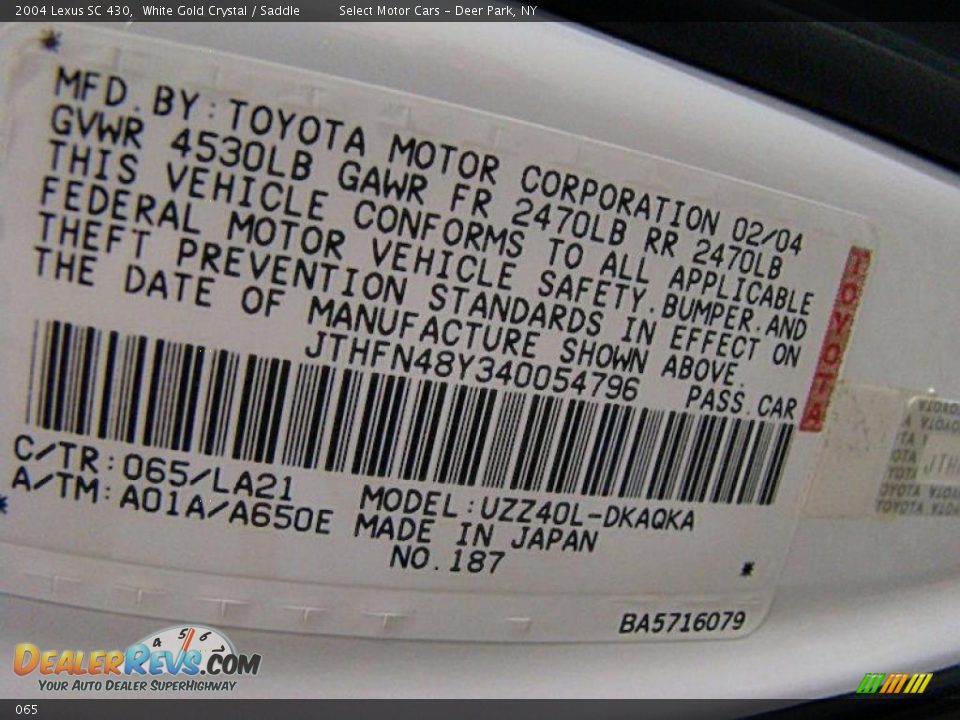 2004 Lexus SC 430, White Gold Crystal / Saddle Select Motor Cars - Deer Park, NY
MFD.BY:TOYOTA MOTOR CORPORATION 02/04
GVWR 4530LB GAWR FR 2470LB RR 2470LB
THIS VEHICLE CONFORMS TO ALL APPLICABLE
FEDERAL MOTOR VEHICLE SAFETY.BUMPER.AND
THEFT PREVENTION STANDARDS IN EFFECT ON
THE DATE OF MANUFACTURE SHOWN ABOVE.
JTHFN48Y340054796 PASS.CAR
TOYOTA
C/TR:065/LA21
A/TM:A01A/A650E
MODEL:UZZ40L-DKAQKA
MADE IN JAPAN
NO.187
BA5716079
DEALERREVS.COM
YOUR AUTO DEALER SUPERHIGHWAY
065